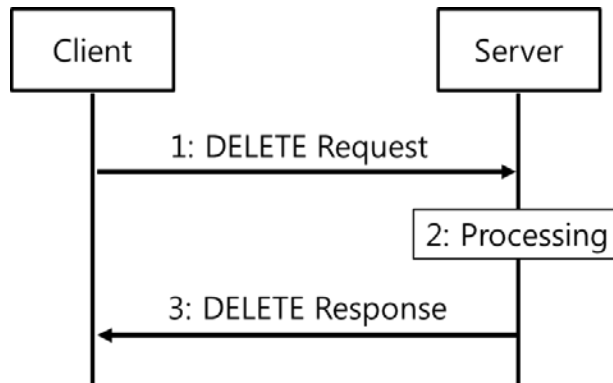 Client
Server
1: DELETE Request
2: Processing
3: DELETE Response